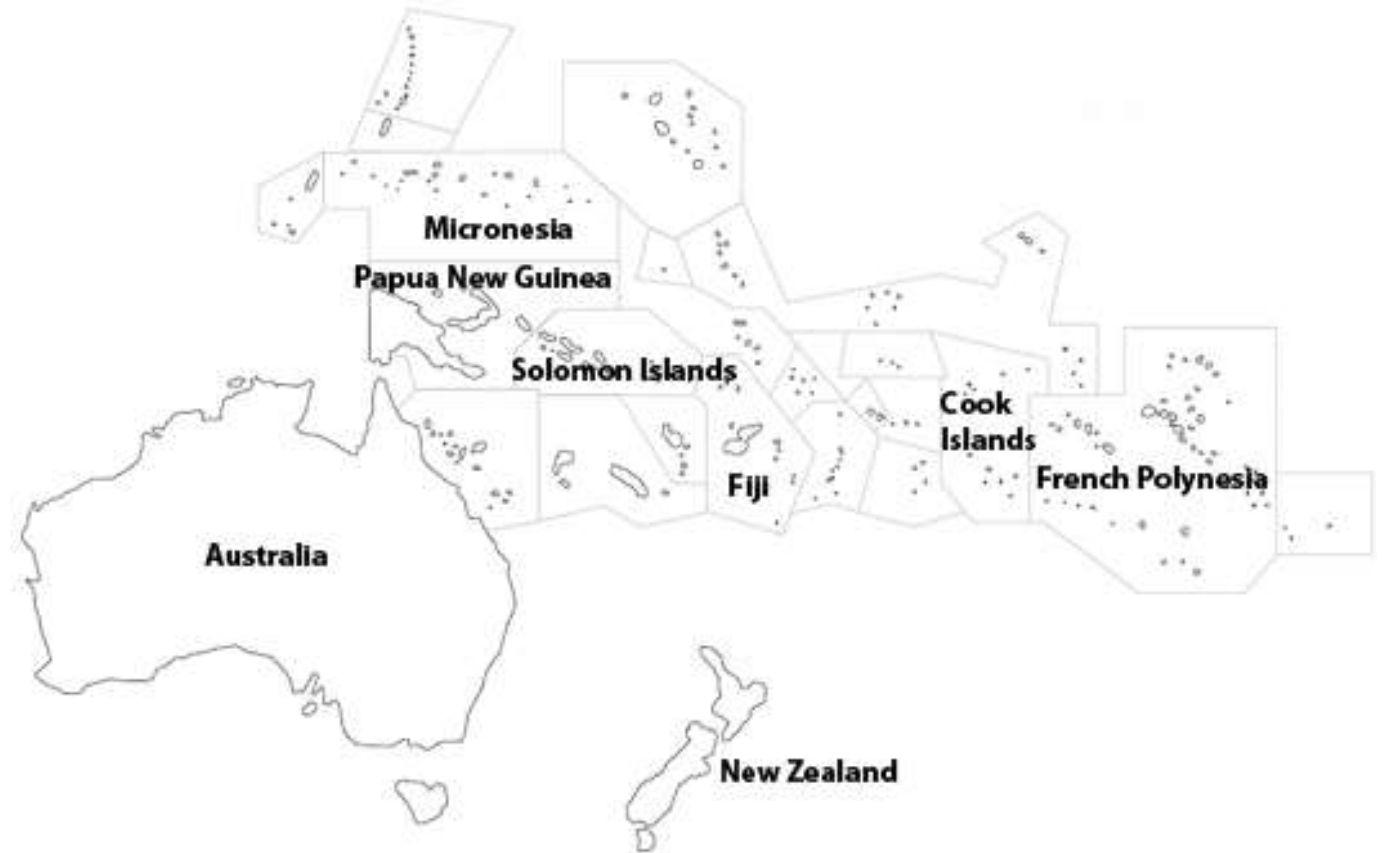 Micronesia
Papua New Guinea
Solomon Islands
Cook
Islands
Fiji
French Polynesia
Australia
New Zealand